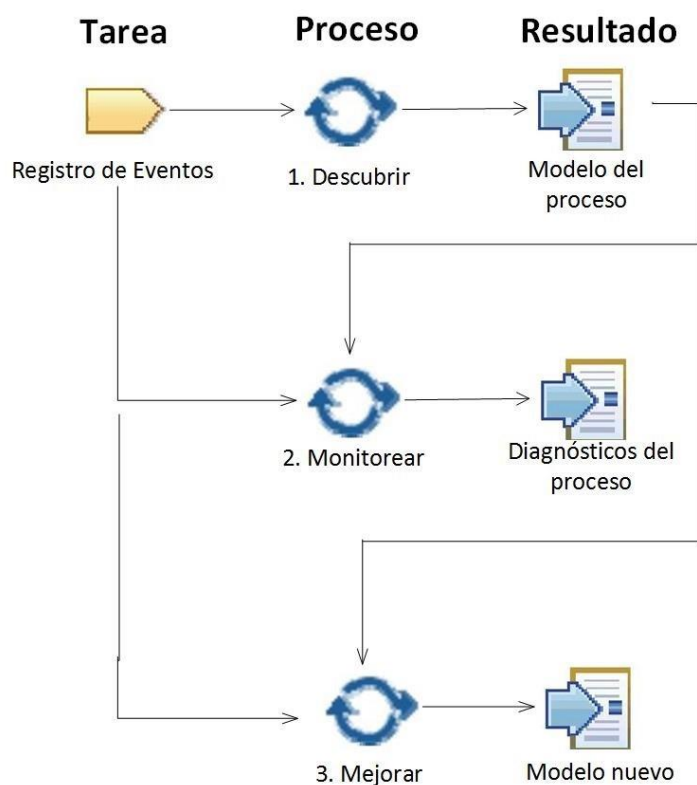 Tarea
Proceso
Resultado
Registro de Eventos
1. Descubrir
Modelo del
proceso
2. Monitorear
Diagnósticos del
proceso
3. Mejorar
Modelo nuevo